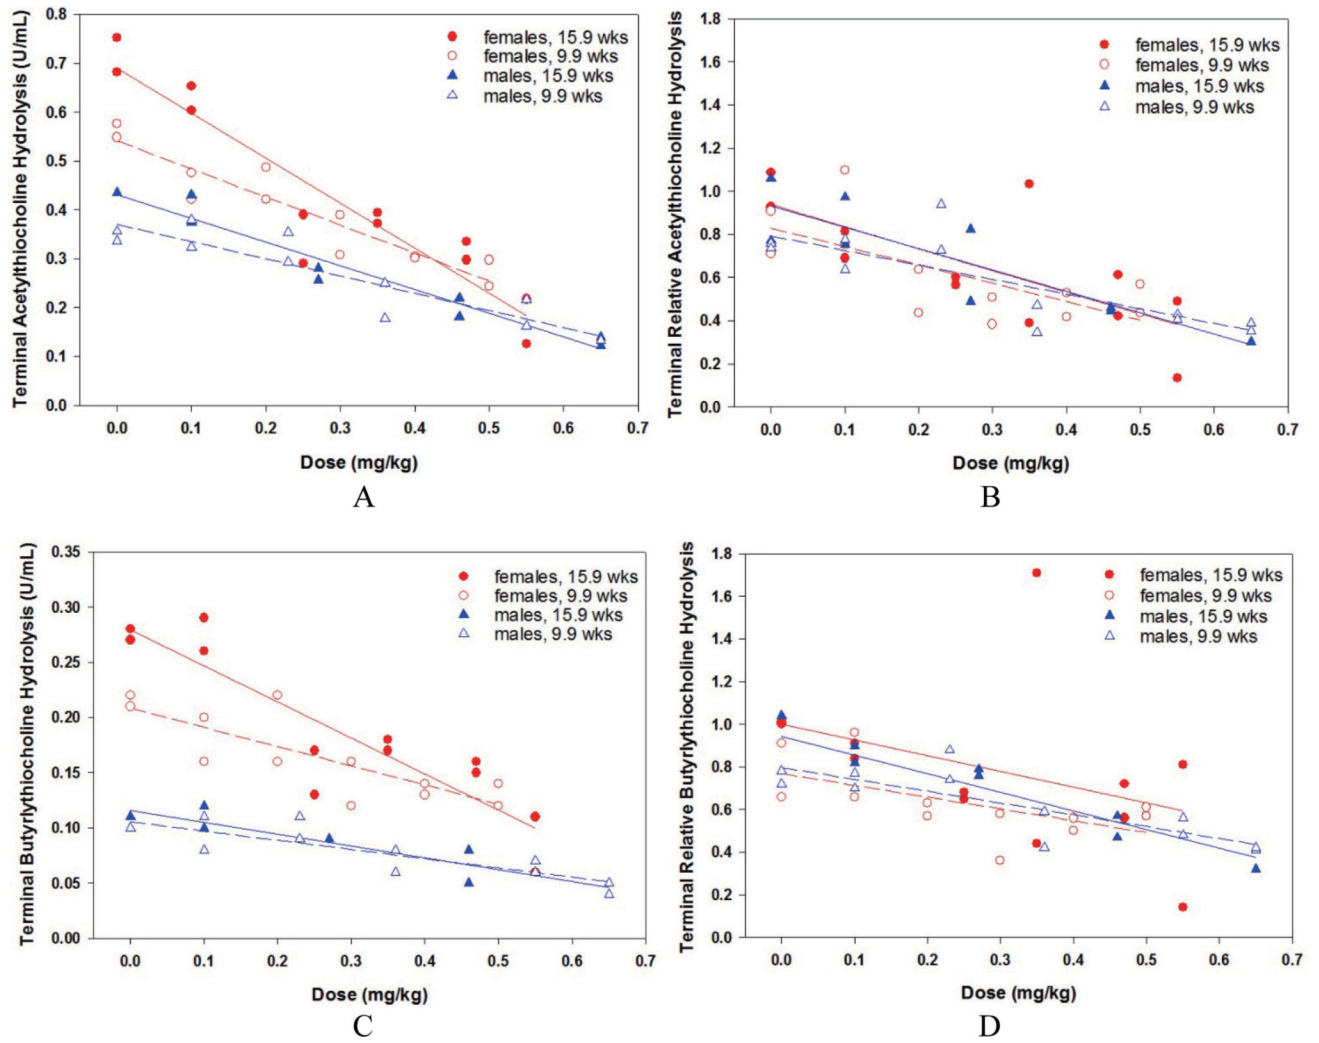 Terminal Acetylthiocholine Hydrolysis (U/mL)
0.8
0.7
0.6
0.5
0.4
0.3
0.2
0.1
0.0
females, 15.9 wks
females, 9.9 wks
males, 15.9 wks
males, 9.9 wks
0.0 0.1 0.2 0.3 0.4 0.5 0.6 0.7
Dose (mg/kg)
A
Terminal Relative Acetylthiocholine Hydrolysis
1.8
1.6
1.4
1.2
1.0
0.8
0.6
0.4
0.2
0.0
females, 15.9 wks
females, 9.9 wks
males, 15.9 wks
males, 9.9 wks
0.0 0.1 0.2 0.3 0.4 0.5 0.6 0.7
Dose (mg/kg)
B
Terminal Butyrlythiocholine Hydrolysis (U/mL)
0.35
0.30
0.25
0.20
0.15
0.10
0.05
0.00
females, 15.9 wks
females, 9.9 wks
males, 15.9 wks
males, 9.9 wks
0.0 0.1 0.2 0.3 0.4 0.5 0.6 0.7
Dose (mg/kg)
C
Terminal Relative Butyrlythiocholine Hydrolysis
1.8
1.6
1.4
1.2
1.0
0.8
0.6
0.4
0.2
0.0
females, 15.9 wks
females, 9.9 wks
males, 15.9 wks
males, 9.9 wks
0.0 0.1 0.2 0.3 0.4 0.5 0.6 0.7
Dose (mg/kg)
D